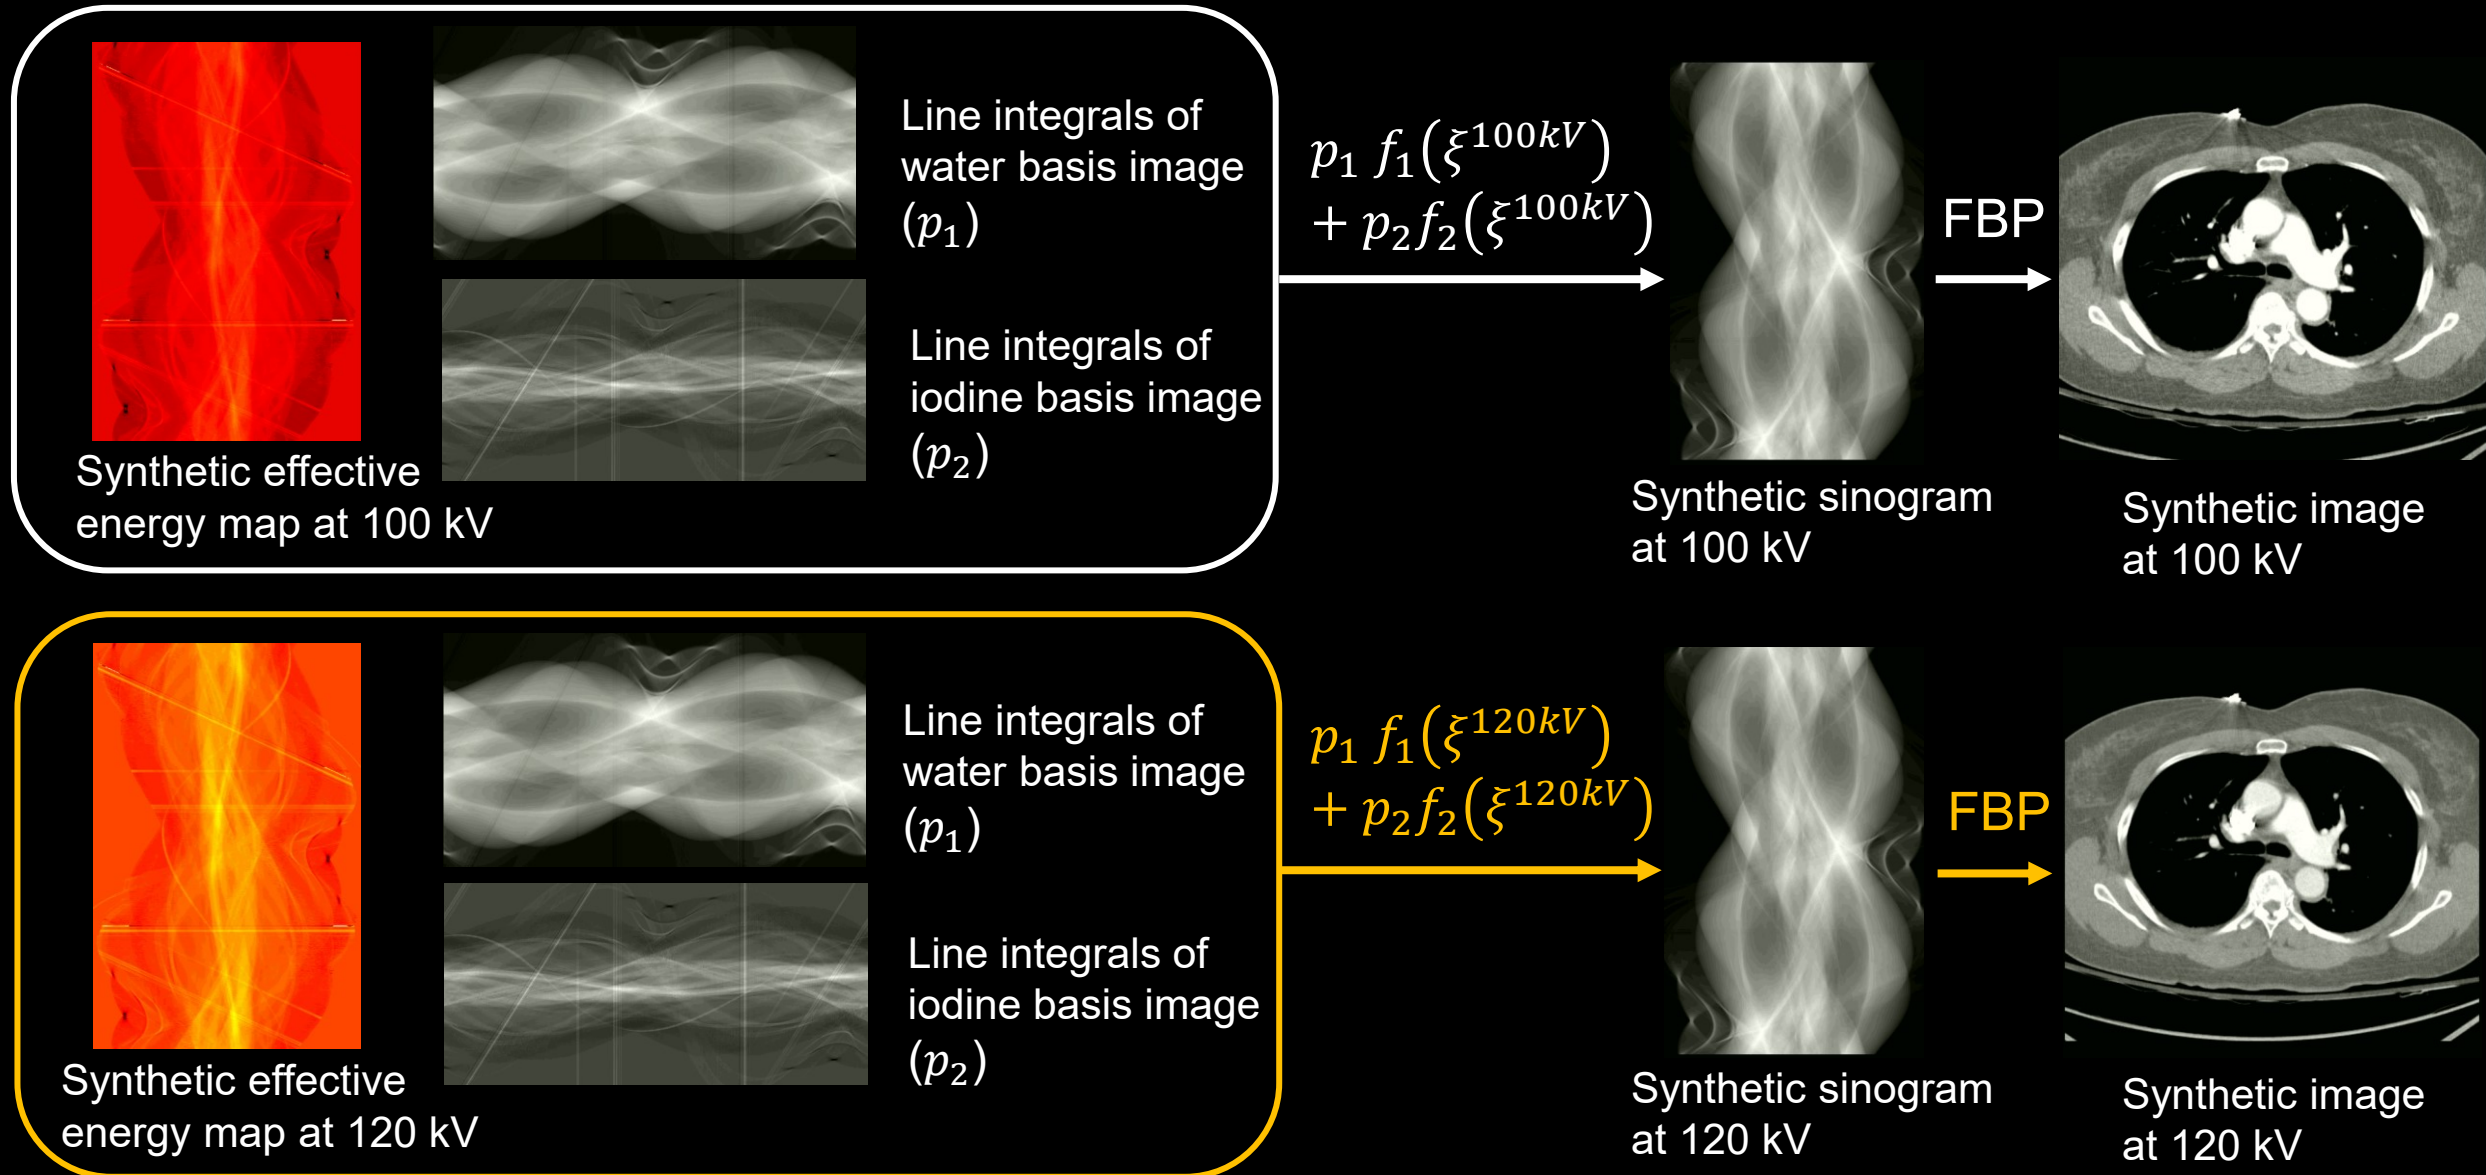 Synthetic effective
energy map at 100 kV
Line integrals of
water basis image
(p₁)
Line integrals of
iodine basis image
(p₂)
p₁ f₁(ξ^{100kV})
+ p₂f₂(ξ^{100kV})
FBP
Synthetic sinogram
at 100 kV
Synthetic image
at 100 kV
Synthetic effective
energy map at 120 kV
Line integrals of
water basis image
(p₁)
Line integrals of
iodine basis image
(p₂)
p₁ f₁(ξ^{120kV})
+ p₂f₂(ξ^{120kV})
FBP
Synthetic sinogram
at 120 kV
Synthetic image
at 120 kV